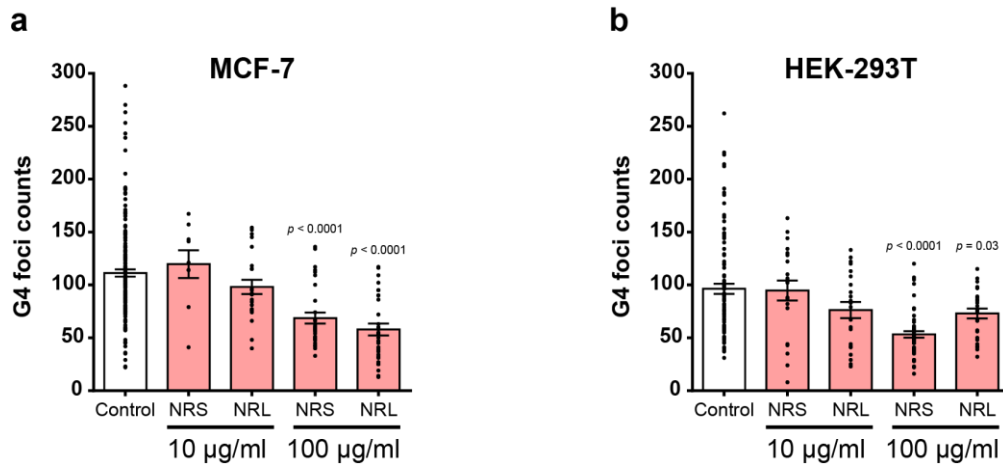 a
MCF-7
G4 foci counts
300
250
200
150
100
50
0
p < 0.0001
p < 0.0001
Control
NRS
NRL
NRS
NRL
10 µg/ml
100 µg/ml
b
HEK-293T
G4 foci counts
300
250
200
150
100
50
0
p < 0.0001
p = 0.03
Control
NRS
NRL
NRS
NRL
10 µg/ml
100 µg/ml